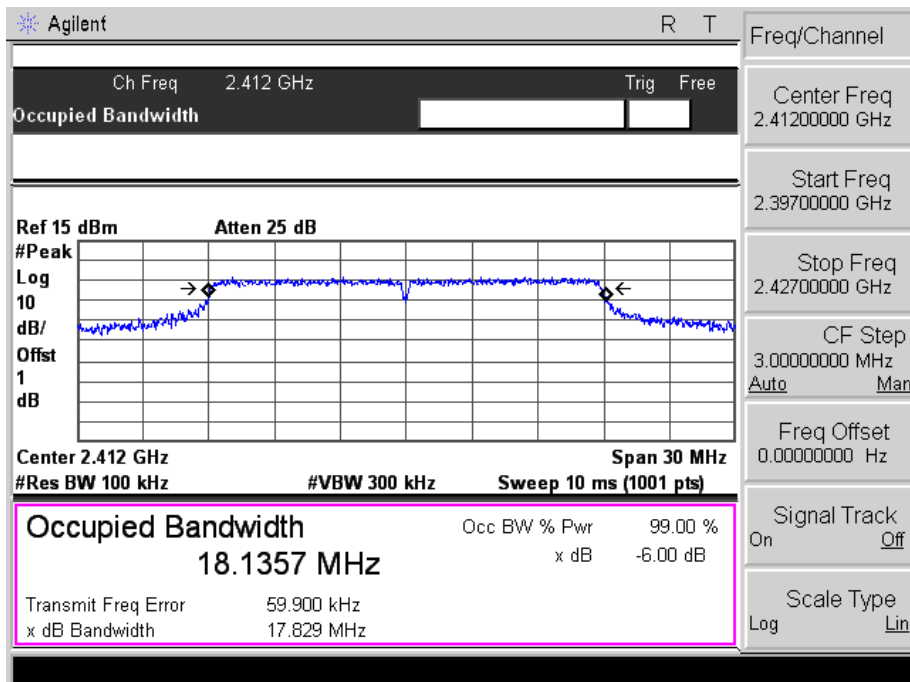 Agilent R T
Ch Freq 2.412 GHz Trig Free
Occupied Bandwidth
Ref 15 dBm Atten 25 dB
#Peak
Log
10
dB/
Offst
1
dB
Center 2.412 GHz Span 30 MHz
#Res BW 100 kHz #VBW 300 kHz Sweep 10 ms (1001 pts)
Occupied Bandwidth Occ BW % Pwr 99.00 %
18.1357 MHz x dB -6.00 dB
Transmit Freq Error 59.900 kHz
x dB Bandwidth 17.829 MHz
Freq/Channel
Center Freq
2.41200000 GHz
Start Freq
2.39700000 GHz
Stop Freq
2.42700000 GHz
CF Step
3.00000000 MHz
Auto Man
Freq Offset
0.00000000 Hz
Signal Track
On Off
Scale Type
Log Lin